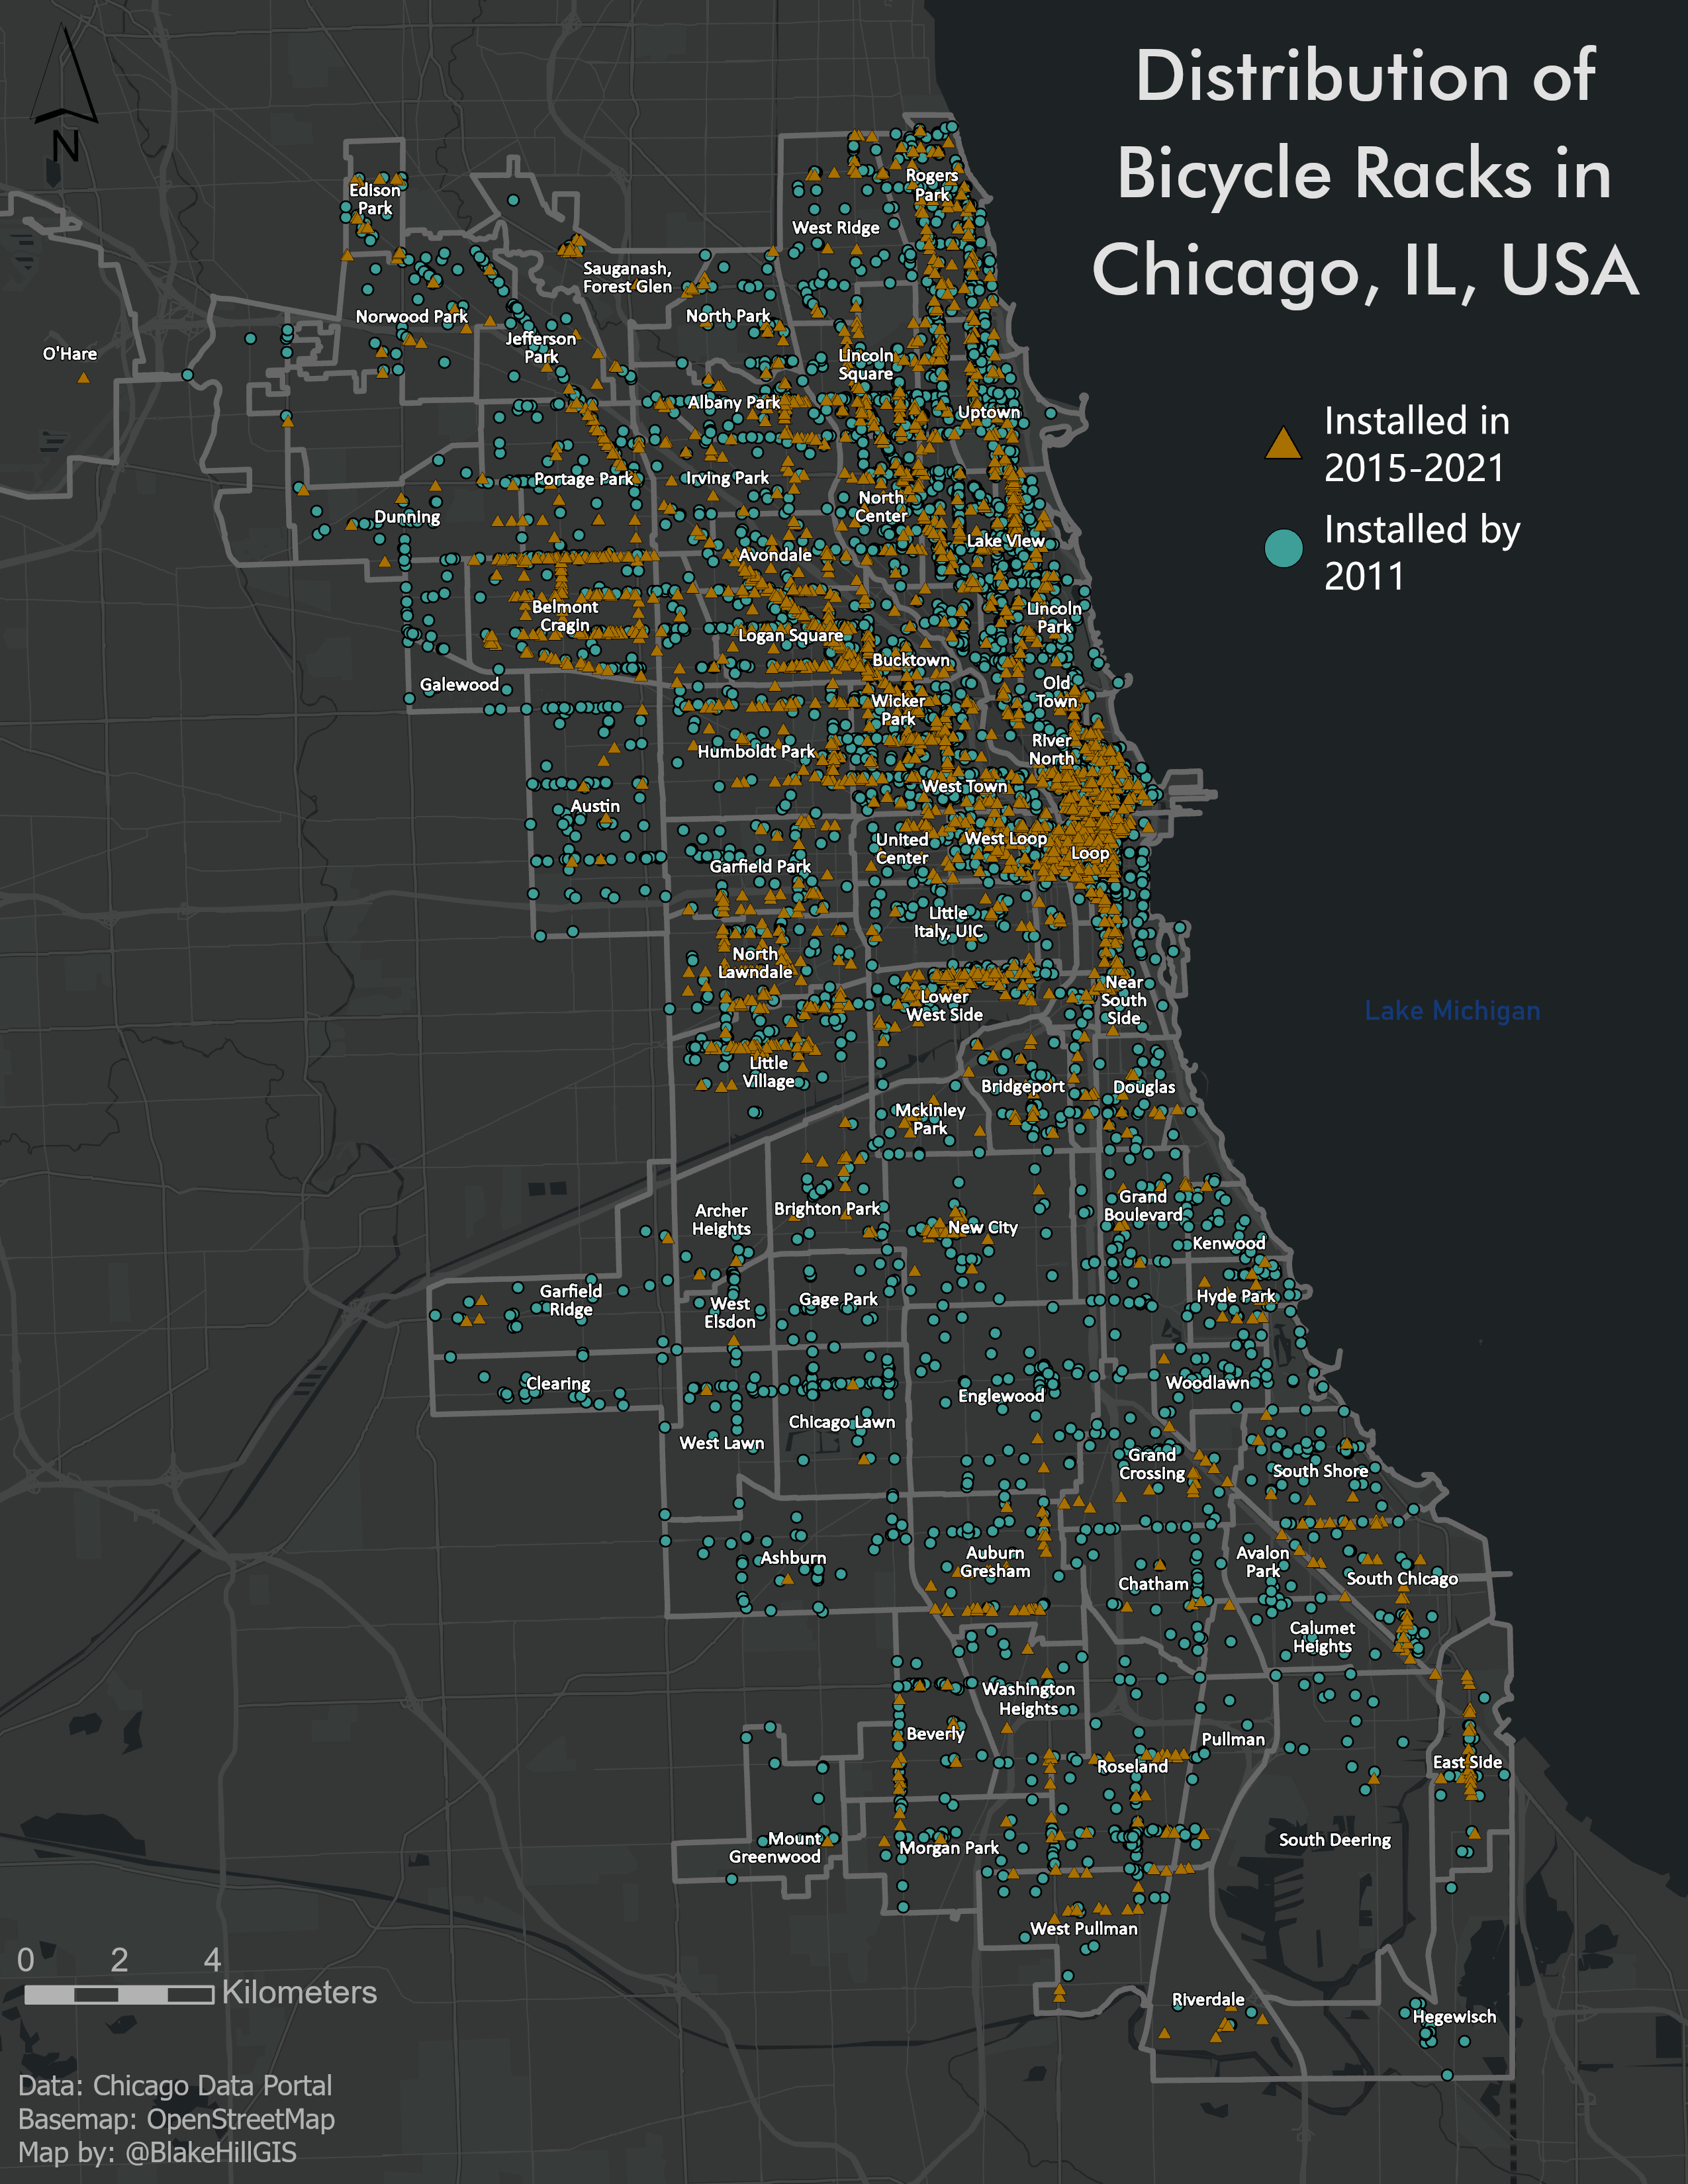 Distribution of
Bicycle Racks in
Chicago, IL, USA
N
Installed in
2015-2021
Installed by
2011
Edison
Park
Rogers
Park
West Ridge
Sauganash,
Forest Glen
Norwood Park
North Park
O'Hare
Jefferson
Park
Lincoln
Square
Albany Park
Uptown
Portage Park
Irving Park
North
Center
Dunning
Lake View
Avondale
Belmont
Cragin
Lincoln
Park
Logan Square
Bucktown
Galewood
Old
Town
Wicker
Park
River
North
Humboldt Park
West Town
Austin
United
Center
West Loop
Loop
Garfield Park
Little
Italy, UIC
North
Lawndale
Near
South
Side
Lower
West Side
Lake Michigan
Little
Village
Bridgeport
Douglas
Mckinley
Park
Grand
Boulevard
Archer
Heights
Brighton Park
New City
Kenwood
Garfield
Ridge
Gage Park
Hyde Park
West
Elsdon
Clearing
Englewood
Woodlawn
Chicago Lawn
West Lawn
Grand
Crossing
South Shore
Ashburn
Auburn
Gresham
Avalon
Park
Chatham
South Chicago
Calumet
Heights
Washington
Heights
Beverly
Pullman
Roseland
East Side
Mount
Greenwood
Morgan Park
South Deering
West Pullman
Riverdale
Hegewisch
0 2 4
Kilometers
Data: Chicago Data Portal
Basemap: OpenStreetMap
Map by: @BlakeHillGIS